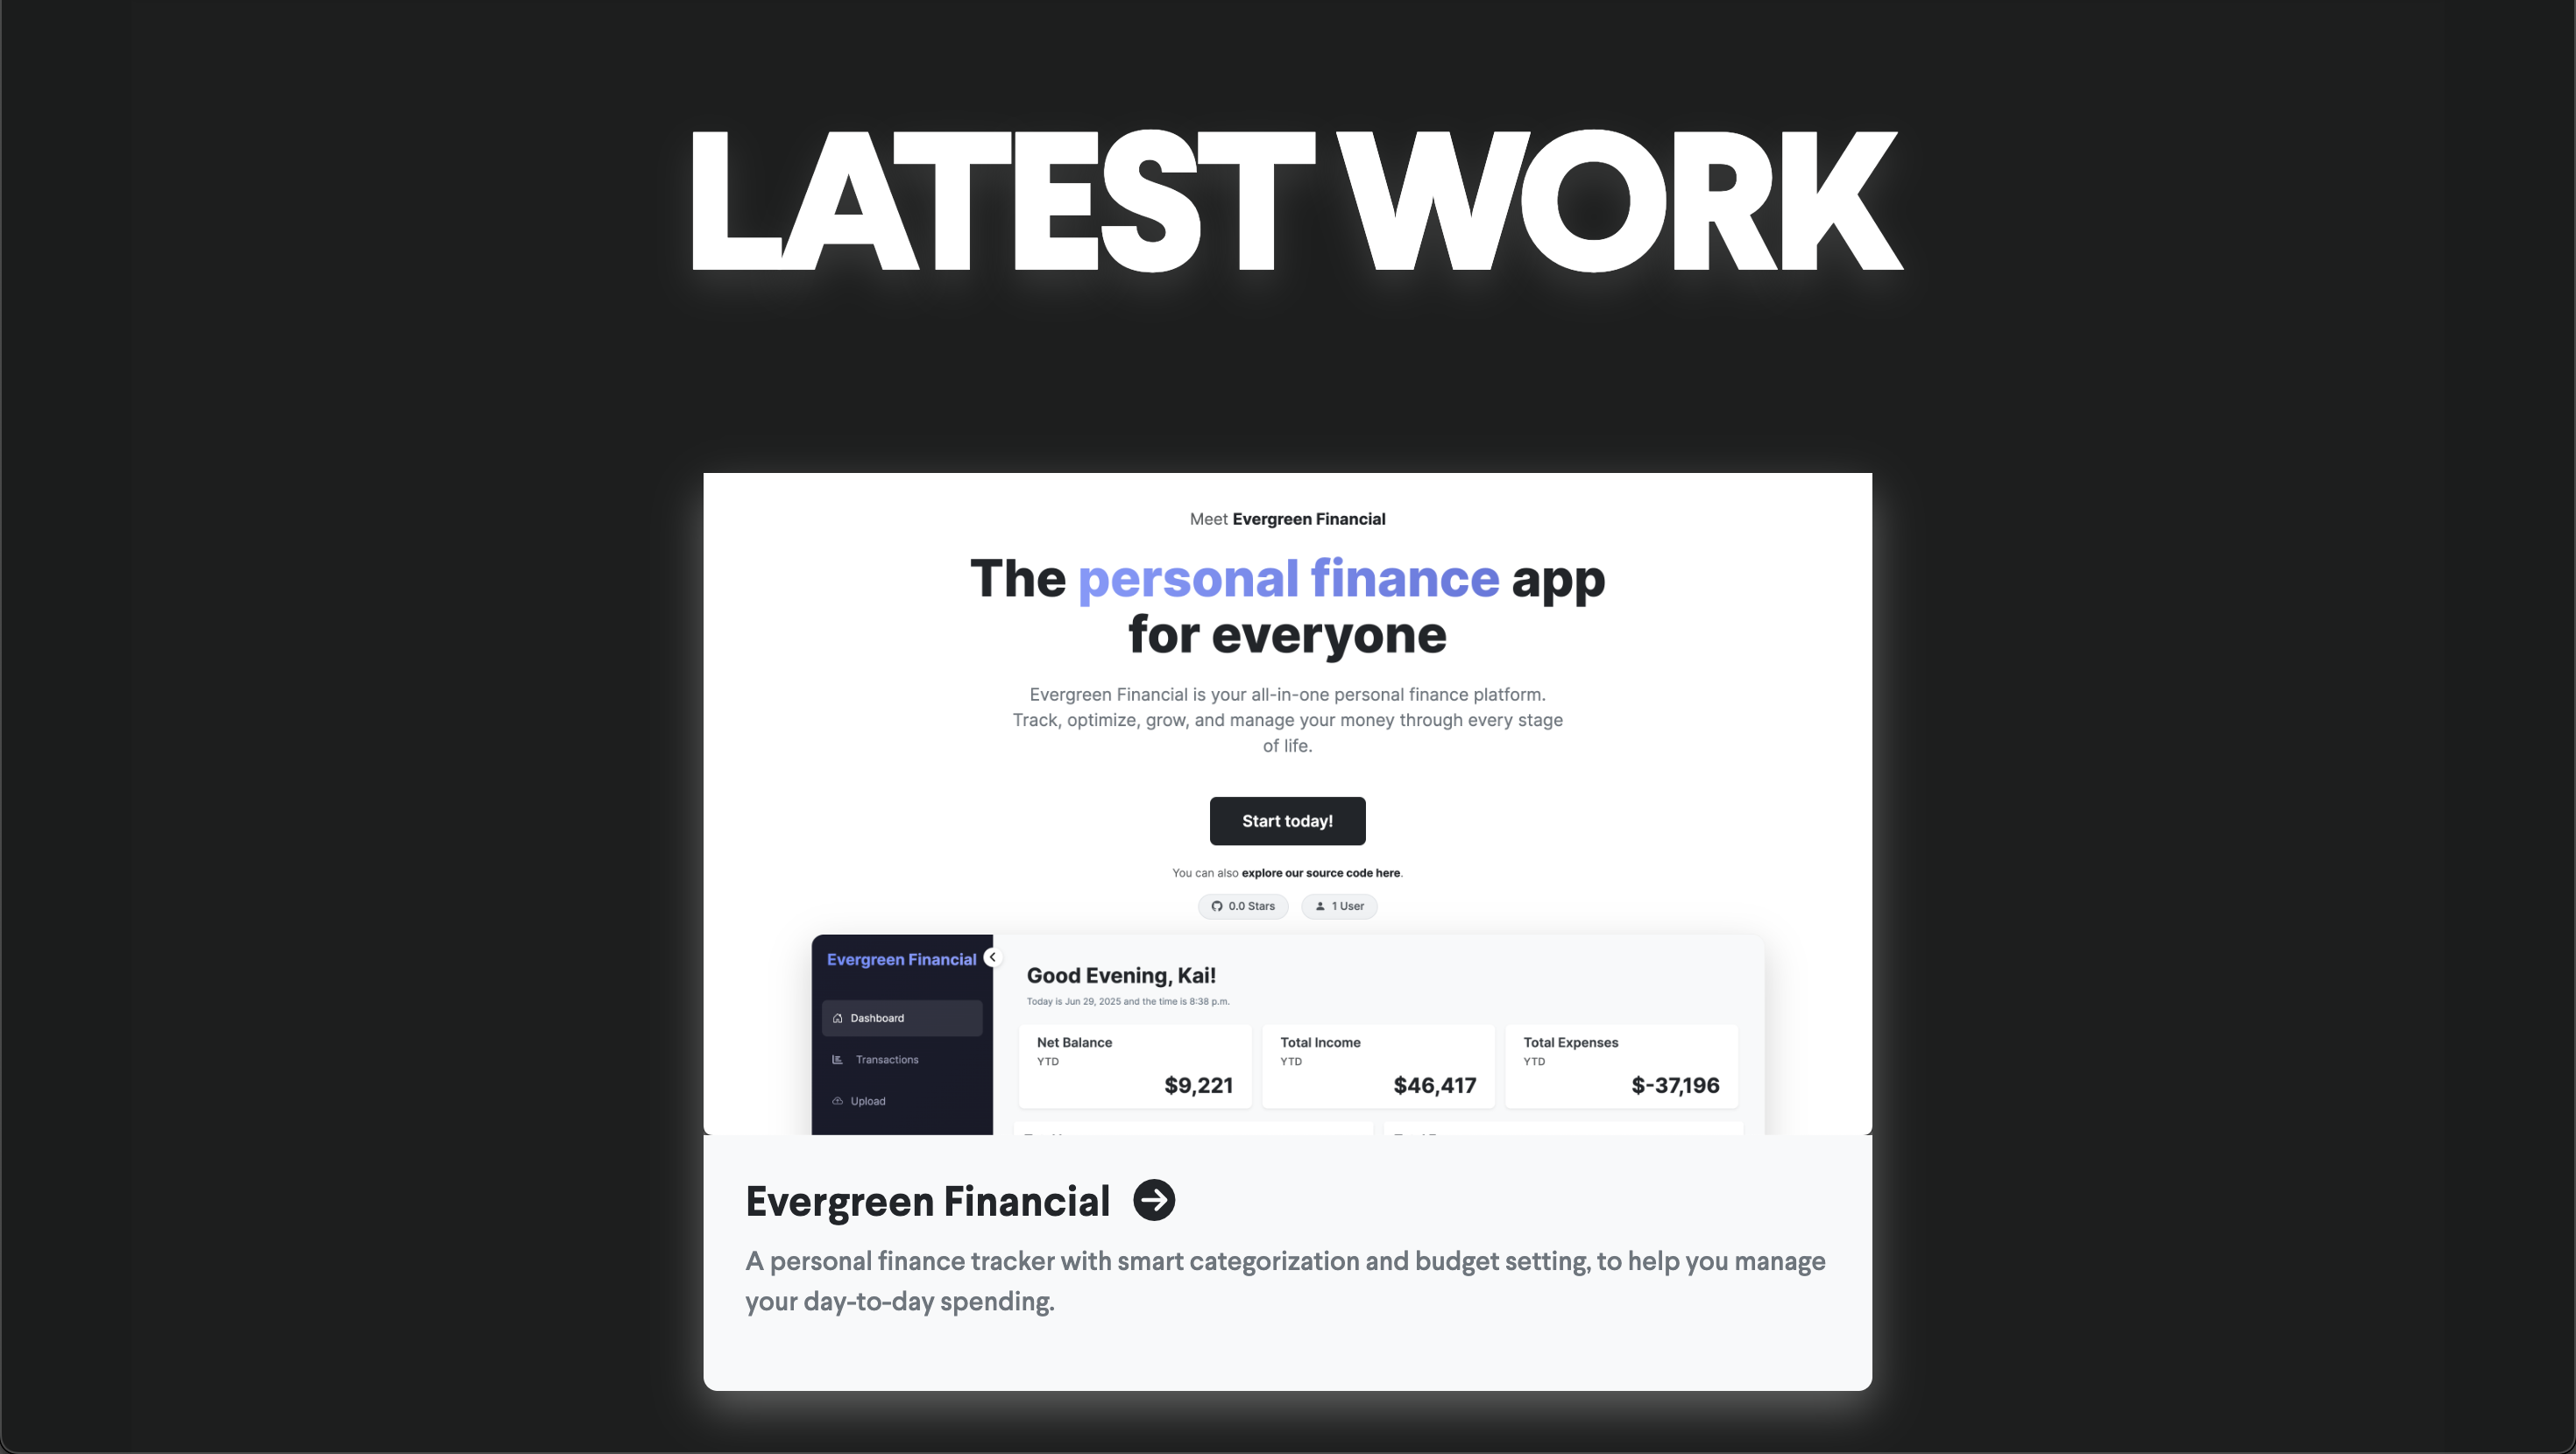 LATEST WORK
Meet Evergreen Financial
The personal finance app
for everyone
Evergreen Financial is your all-in-one personal finance platform.
Track, optimize, grow, and manage your money through every stage
of life.
Start today!
You can also explore our source code here.
0.0 Stars
1 User
Evergreen Financial
Dashboard
Transactions
Upload
Good Evening, Kai!
Today is Jun 29, 2025 and the time is 8:38 p.m.
Net Balance
YTD
$9,221
Total Income
YTD
$46,417
Total Expenses
YTD
$-37,196
Evergreen Financial
A personal finance tracker with smart categorization and budget setting, to help you manage
your day-to-day spending.